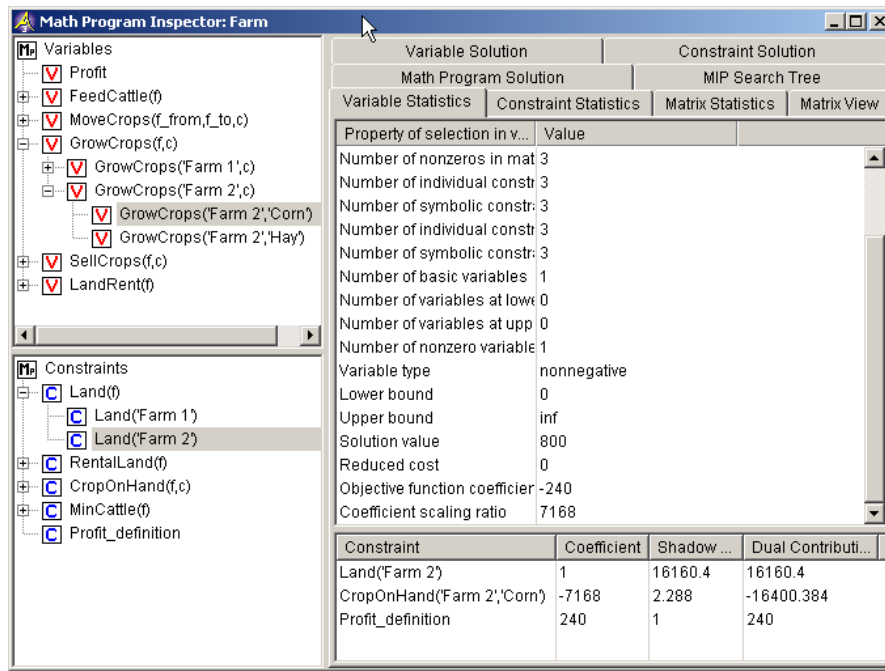 Math Program Inspector: Farm
Variables
Profit
FeedCattle(f)
MoveCrops(f_from,f_to,c)
GrowCrops(f,c)
GrowCrops('Farm 1',c)
GrowCrops('Farm 2',c)
GrowCrops('Farm 2','Corn')
GrowCrops('Farm 2','Hay')
SellCrops(f,c)
LandRent(f)
Constraints
Land(f)
Land('Farm 1')
Land('Farm 2')
RentalLand(f)
CropOnHand(f,c)
MinCattle(f)
Profit_definition
Variable Solution Constraint Solution
Math Program Solution MIP Search Tree
Variable Statistics Constraint Statistics Matrix Statistics Matrix View
Property of selection in v... Value
Number of nonzeros in mat 3
Number of individual constr 3
Number of symbolic constr 3
Number of individual constr 3
Number of symbolic constr 3
Number of basic variables 1
Number of variables at lowe 0
Number of variables at upp 0
Number of nonzero variable 1
Variable type nonnegative
Lower bound 0
Upper bound inf
Solution value 800
Reduced cost 0
Objective function coefficier -240
Coefficient scaling ratio 7168
Constraint Coefficient Shadow ... Dual Contributi...
Land('Farm 2') 1 16160.4 16160.4
CropOnHand('Farm 2','Corn') -7168 2.288 -16400.384
Profit_definition 240 1 240